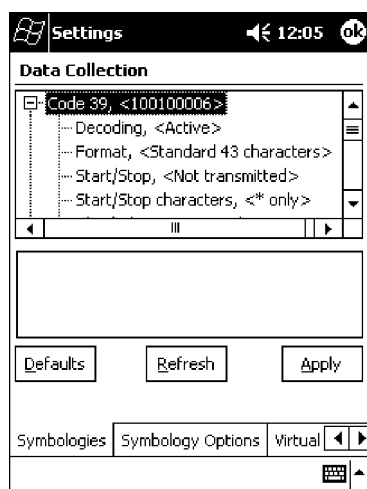 Settings 12:05 ok
Data Collection
Code 39, <100100006>
Decoding, <Active>
Format, <Standard 43 characters>
Start/Stop, <Not transmitted>
Start/Stop characters, <* only>
Defaults Refresh Apply
Symbologies Symbology Options Virtual